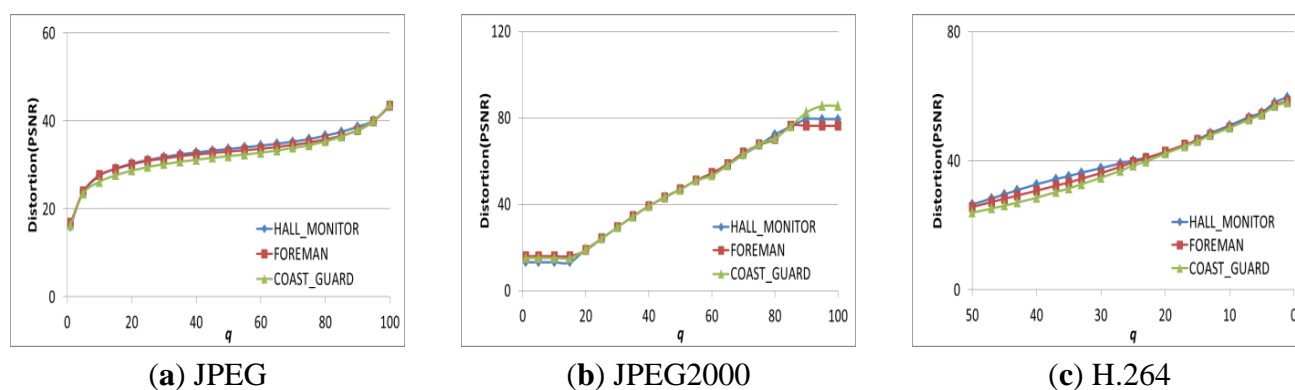 60
40
20
0
Distortion(PSNR)
HALL_MONITOR
FOREMAN
COAST_GUARD
0 20 40 60 80 100
q
(a) JPEG
120
80
40
0
Distortion(PSNR)
HALL_MONITOR
FOREMAN
COAST_GUARD
0 20 40 60 80 100
q
(b) JPEG2000
80
40
0
Distortion(PSNR)
HALL_MONITOR
FOREMAN
COAST_GUARD
50 40 30 20 10 0
q
(c) H.264